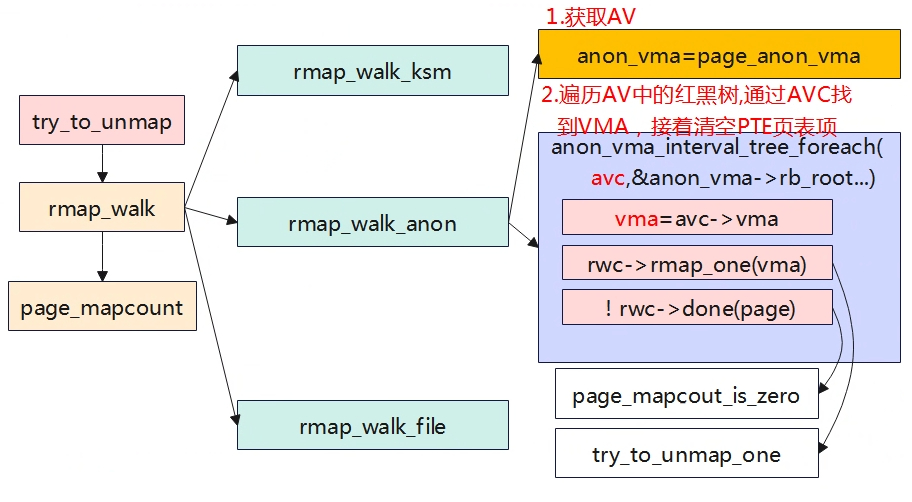 try_to_unmap
rmap_walk
page_mapcount
rmap_walk_ksm
rmap_walk_anon
rmap_walk_file
1.获取AV
anon_vma=page_anon_vma
2.遍历AV中的红黑树,通过AVC找
到VMA，接着清空PTE页表项
anon_vma_interval_tree_foreach(
avc,&anon_vma->rb_root...)
vma=avc->vma
rwc->rmap_one(vma)
! rwc->done(page)
page_mapcout_is_zero
try_to_unmap_one